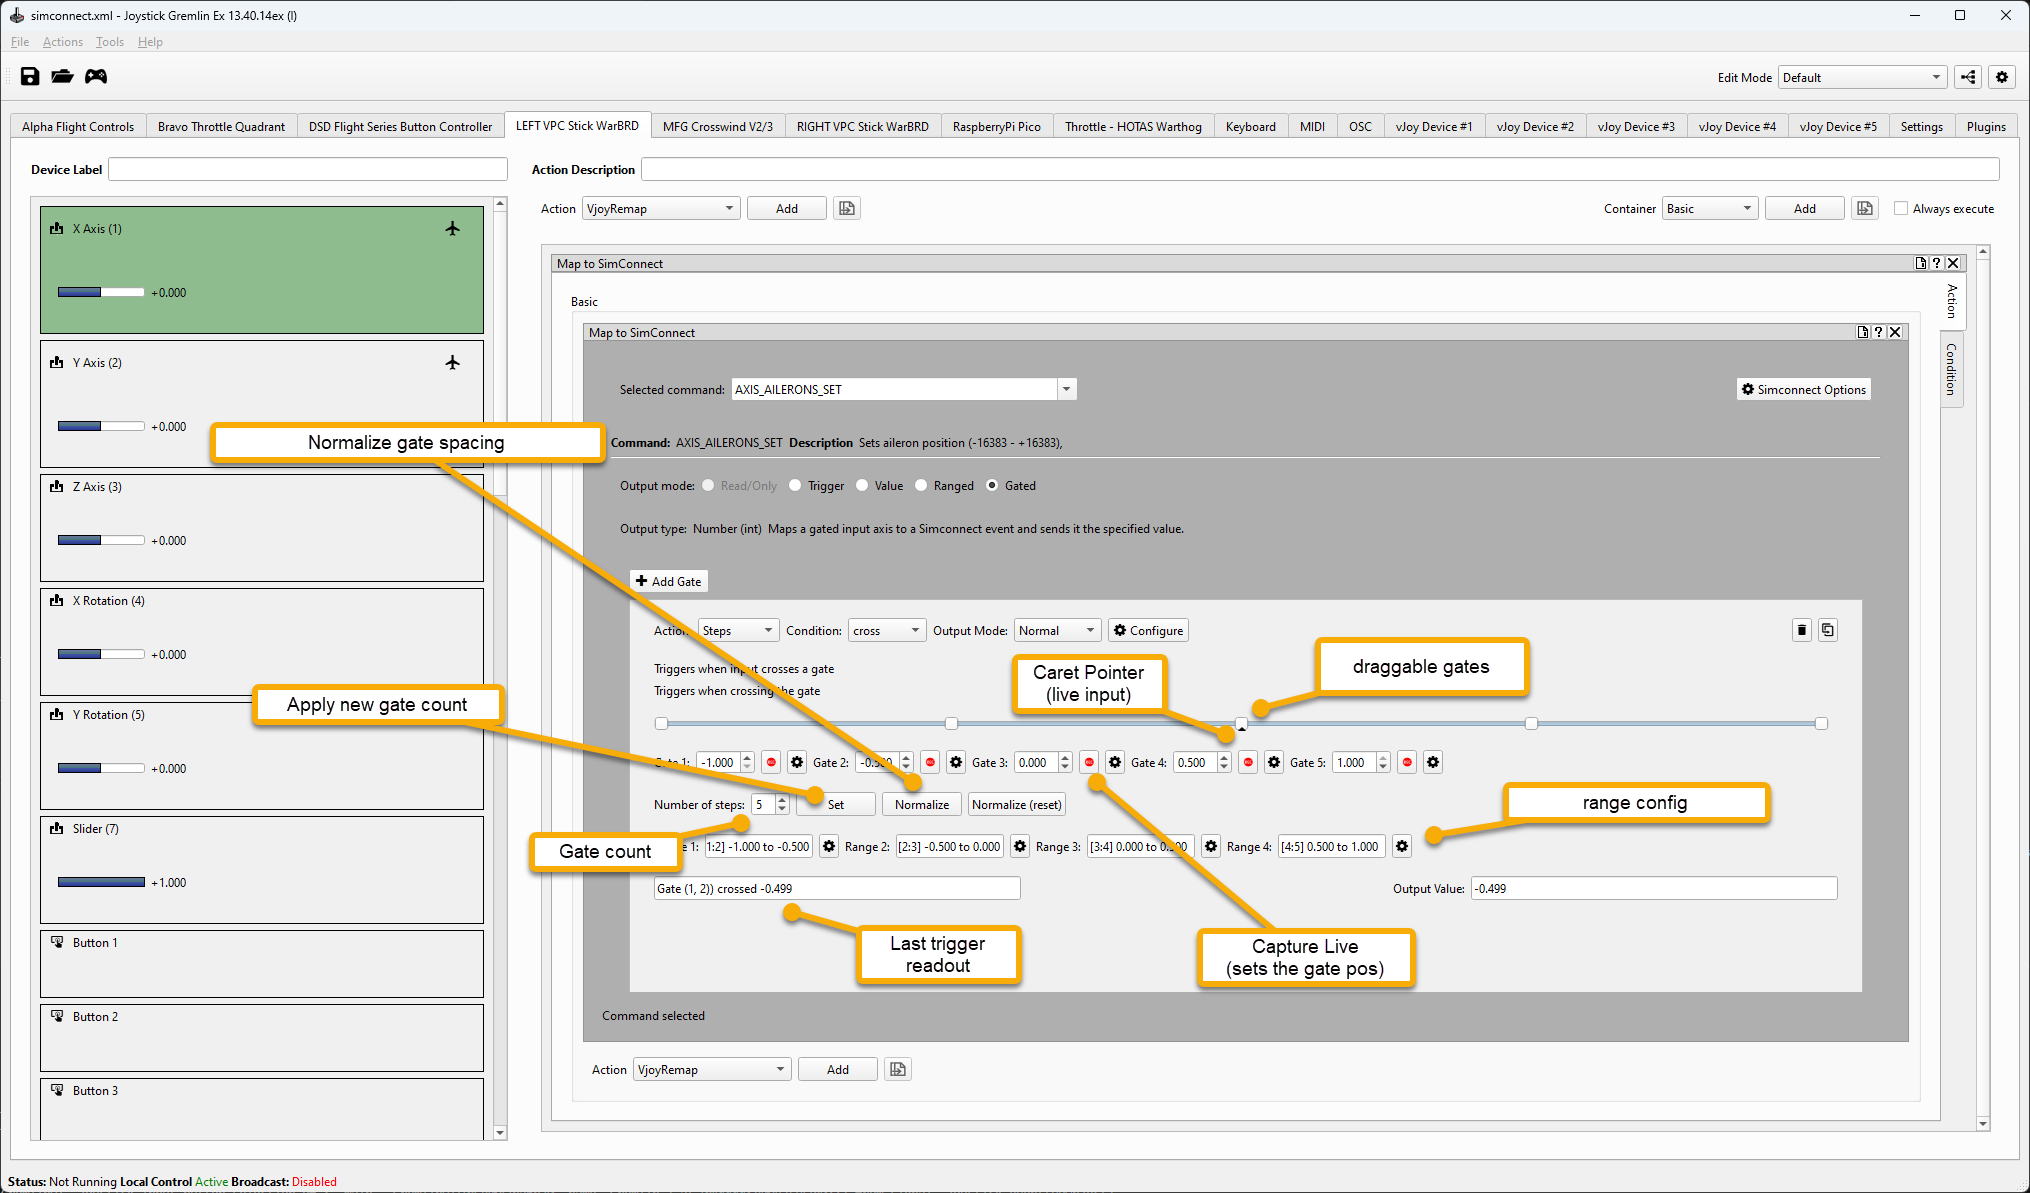 simconnect.xml - Joystick Gremlin Ex 13.40.14ex (I)
File Actions Tools Help
Edit Mode Default
Alpha Flight Controls Bravo Throttle Quadrant DSD Flight Series Button Controller LEFT VPC Stick WarBRD MFG Crosswind V2/3 RIGHT VPC Stick WarBRD RaspberryPi Pico Throttle - HOTAS Warthog Keyboard MIDI OSC vJoy Device #1 vJoy Device #2 vJoy Device #3 vJoy Device #4 vJoy Device #5 Settings Plugins
Device Label
Action Description
Action VjoyRemap Add
Container Basic Add Always execute
X Axis (1)
+0.000
Y Axis (2)
+0.000
Z Axis (3)
+0.000
X Rotation (4)
+0.000
Y Rotation (5)
+0.000
Slider (7)
+1.000
Button 1
Button 2
Button 3
Map to SimConnect
Action
Condition
Basic
Map to SimConnect
Selected command: AXIS_AILERONS_SET
Simconnect Options
Normalize gate spacing
Command: AXIS_AILERONS_SET Description Sets aileron position (-16383 - +16383),
Output mode: Read/Only Trigger Value Ranged Gated
Output type: Number (int) Maps a gated input axis to a Simconnect event and sends it the specified value.
Add Gate
Action: Steps Condition: cross Output Mode: Normal Configure
Triggers when input crosses a gate
Triggers when crossing the gate
Caret Pointer
(live input)
draggable gates
Apply new gate count
1: -1.000 Gate 2: -0.500 Gate 3: 0.000 Gate 4: 0.500 Gate 5: 1.000
Number of steps: 5 Set Normalize Normalize (reset)
range config
Gate count
1: 1:2] -1.000 to -0.500 Range 2: [2:3] -0.500 to 0.000 Range 3: [3:4] 0.000 to 0.500 Range 4: [4:5] 0.500 to 1.000
Gate (1, 2)) crossed -0.499
Output Value: -0.499
Last trigger
readout
Capture Live
(sets the gate pos)
Command selected
Action VjoyRemap Add
Status: Not Running Local Control Active Broadcast: Disabled